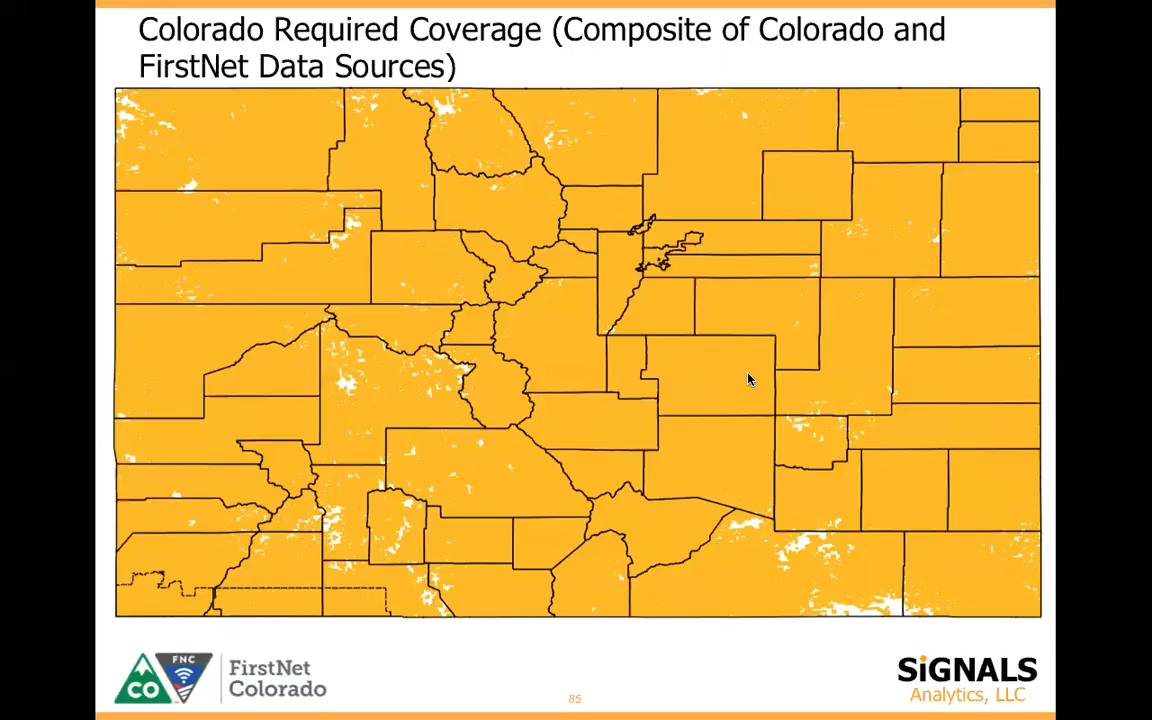 Colorado Required Coverage (Composite of Colorado and
FirstNet Data Sources)
FNC
CO
FirstNet
Colorado
85
SiGNALS
Analytics, LLC